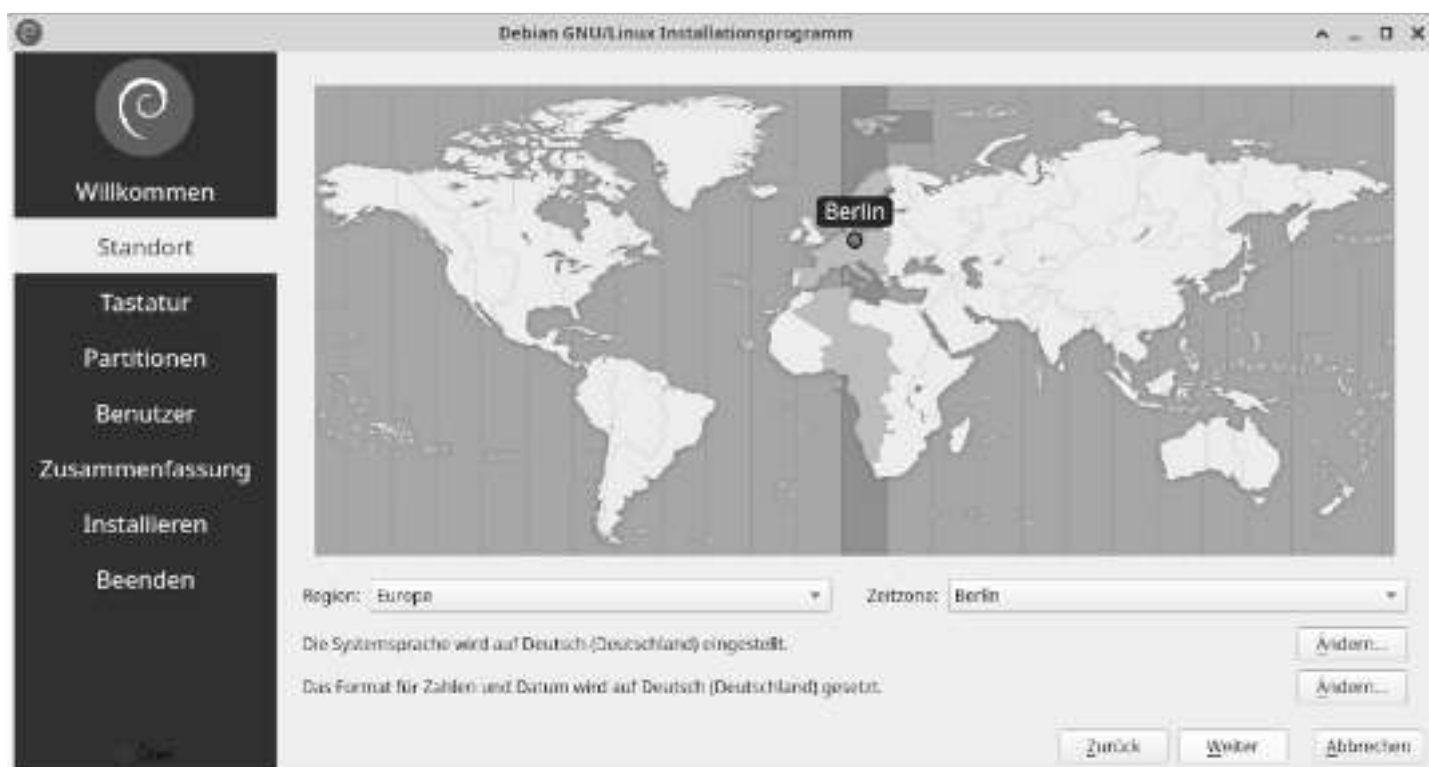 Debian GNU/Linux Installationsprogramm
Willkommen
Standort
Tastatur
Partitionen
Benutzer
Zusammenfassung
Installieren
Beenden
Berlin
Region: Europa Zeitzone: Berlin
Die Systemsprache wird auf Deutsch (Deutschland) eingestellt. Ändern...
Das Format für Zahlen und Datum wird auf Deutsch (Deutschland) gesetzt. Ändern...
Zurück Weiter Abbrechen